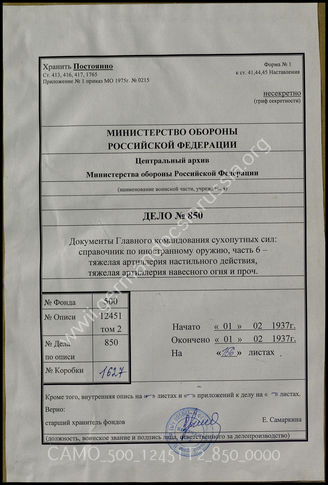 Хранить Постоянно
Ст. 413, 416, 417, 1765
Приложение № 1 приказ МО 1975г. № 0215
Форма № 1
к ст. 41,44,45 Наставления
несекретно
(гриф секретности)
МИНИСТЕРСТВО ОБОРОНЫ
РОССИЙСКОЙ ФЕДЕРАЦИИ
Центральный архив
Министерства обороны Российской Федерации
(наименование воинской части,
ДЕЛО № 850
Документы Главного командования сухопутных сил:
справочник по иностранному оружию, часть 6 –
тяжелая артиллерия настильного действия,
тяжелая артиллерия навесного огня и проч.
№ Фонда 500
№ Описи 12451
том 2
№ Дела 850
по описи
№ Коробки 1627
Начато « 01 » 02 1937г.
Окончено « 01 » 02 1937г.
На листах
Кроме того, внутренняя опись на листах и приложений к делу на листах.
Верно:
старший хранитель фондов
Е. Самаркина
(должность, воинское звание и подпись лица, ответственного за делопроизводство)
www.germandocsinrussia.org
CAMO_500_12451_2_850_0000